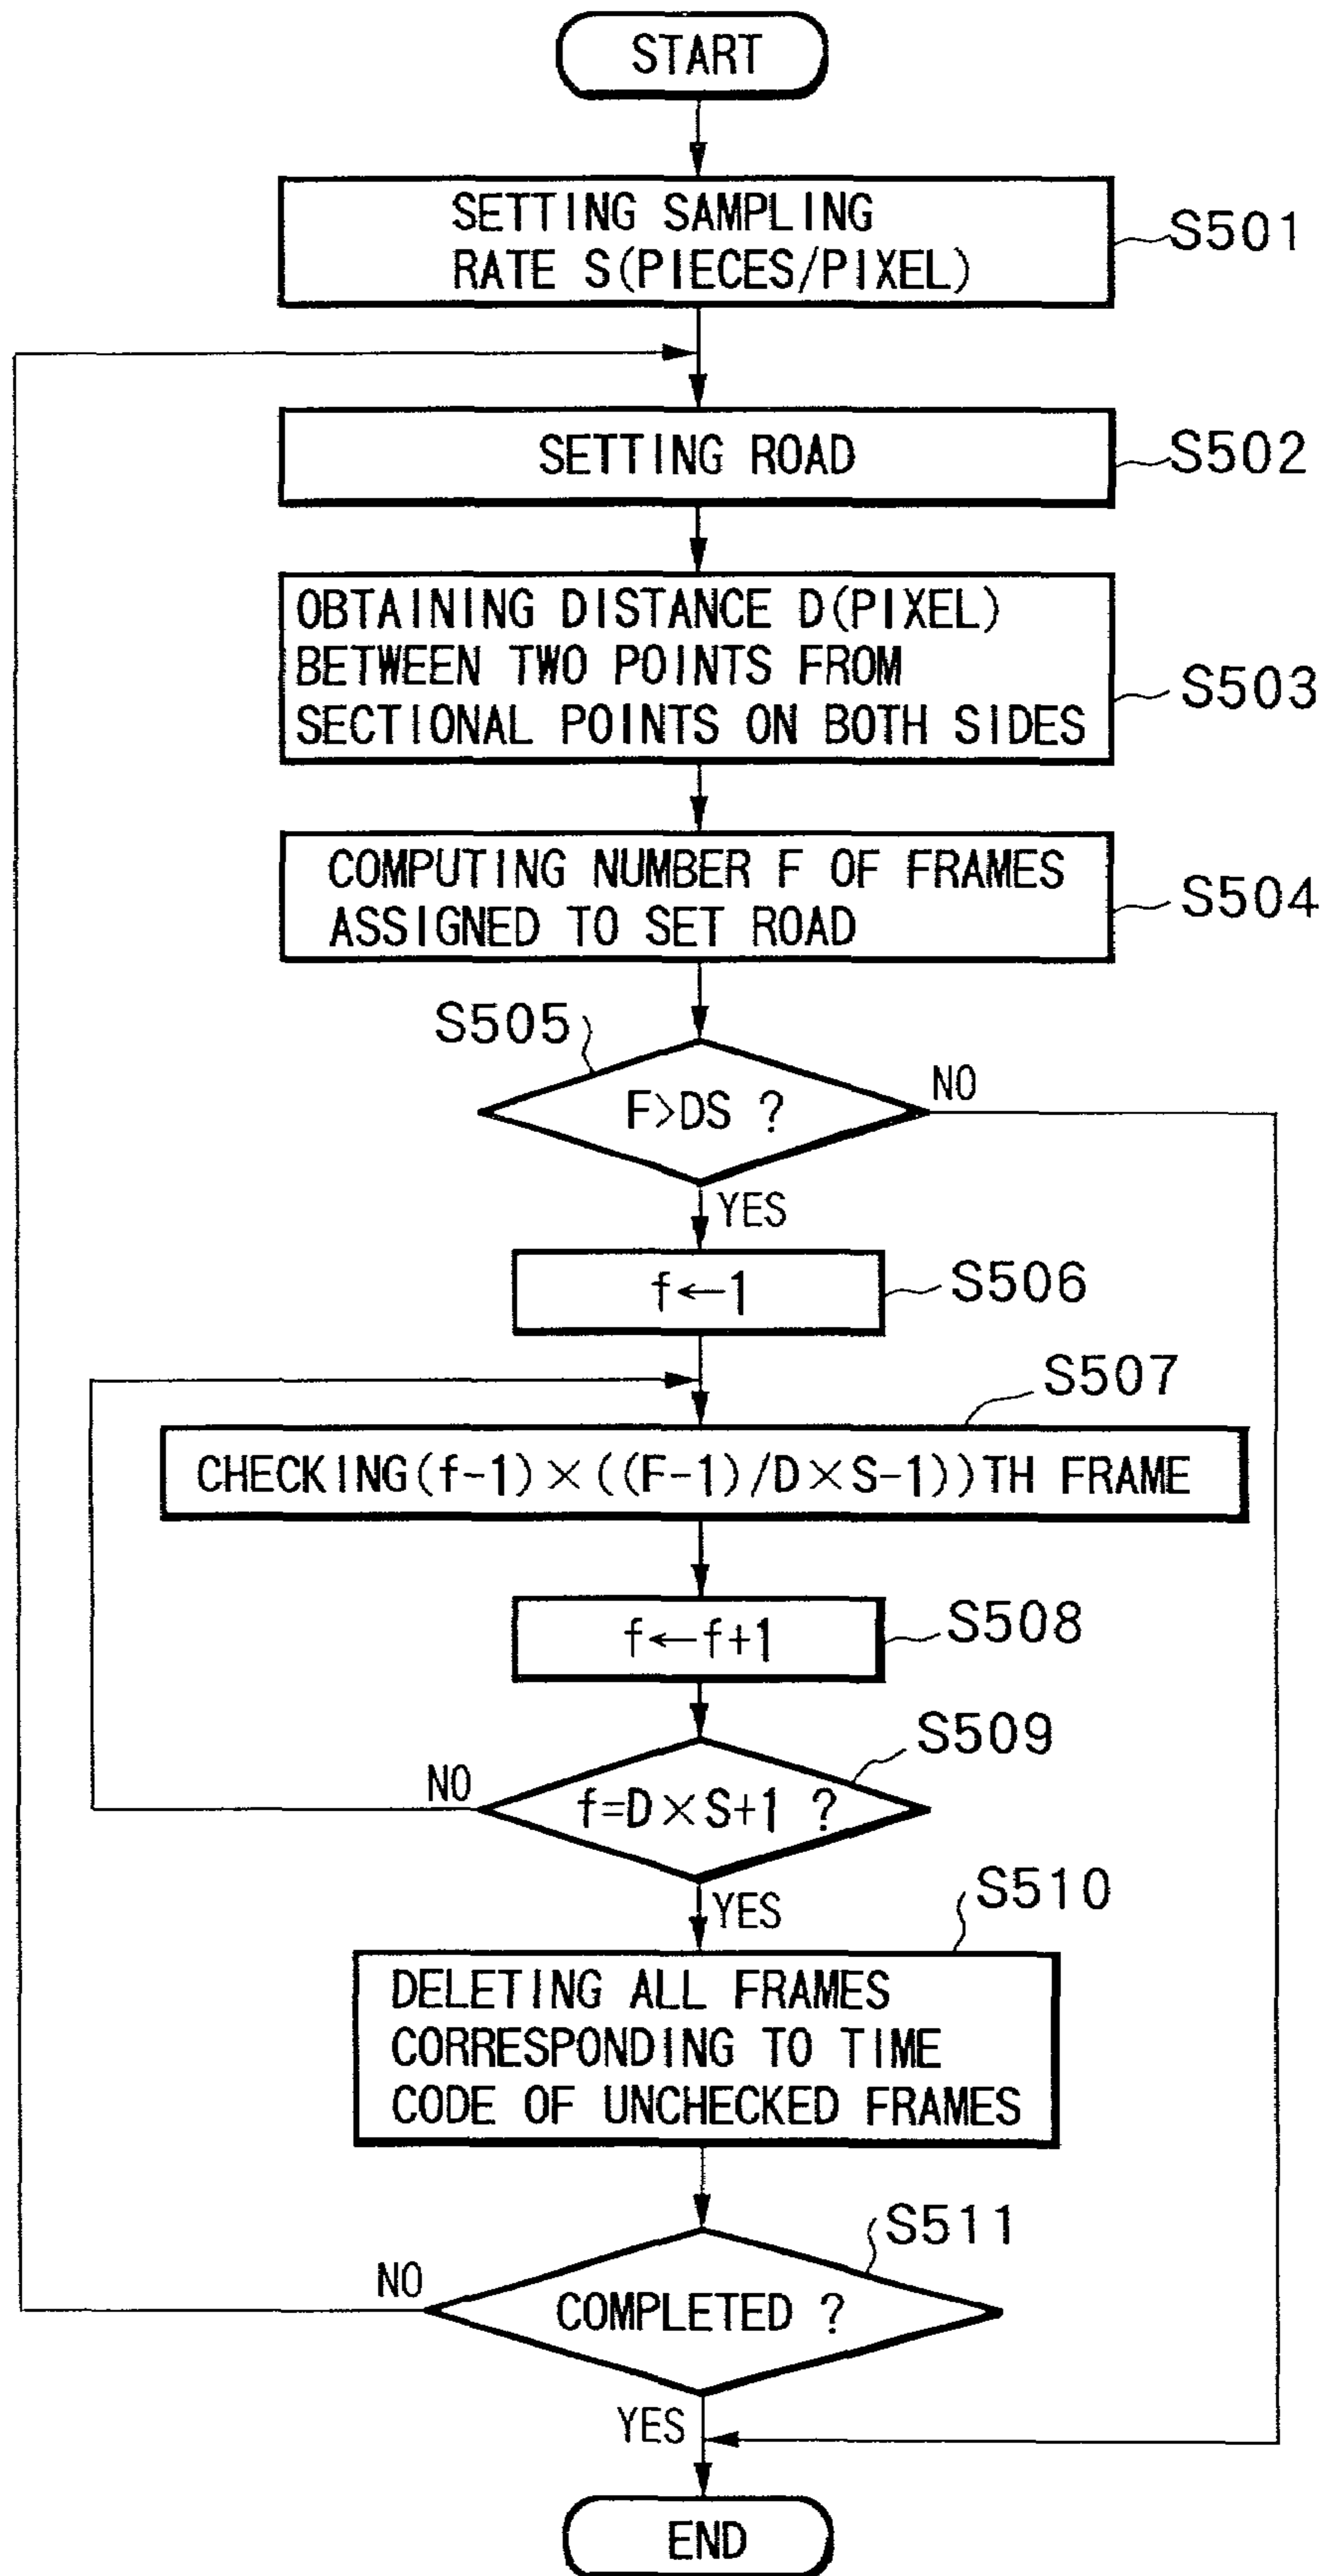 START
SETTING SAMPLING
RATE S(PIECES/PIXEL)
S501
SETTING ROAD
S502
OBTAINING DISTANCE D(PIXEL)
BETWEEN TWO POINTS FROM
SECTIONAL POINTS ON BOTH SIDES
S503
COMPUTING NUMBER F OF FRAMES
ASSIGNED TO SET ROAD
S504
S505
F>DS ?
NO
YES
f←1
S506
S507
CHECKING(f-1)×((F-1)/D×S-1))TH FRAME
f←f+1
S508
S509
NO
f=D×S+1 ?
YES
S510
DELETING ALL FRAMES
CORRESPONDING TO TIME
CODE OF UNCHECKED FRAMES
S511
NO
COMPLETED ?
YES
END